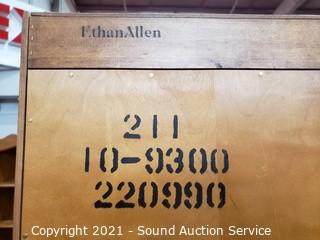 EthanAllen
211
10-9300
220990
Copyright 2021 - Sound Auction Service